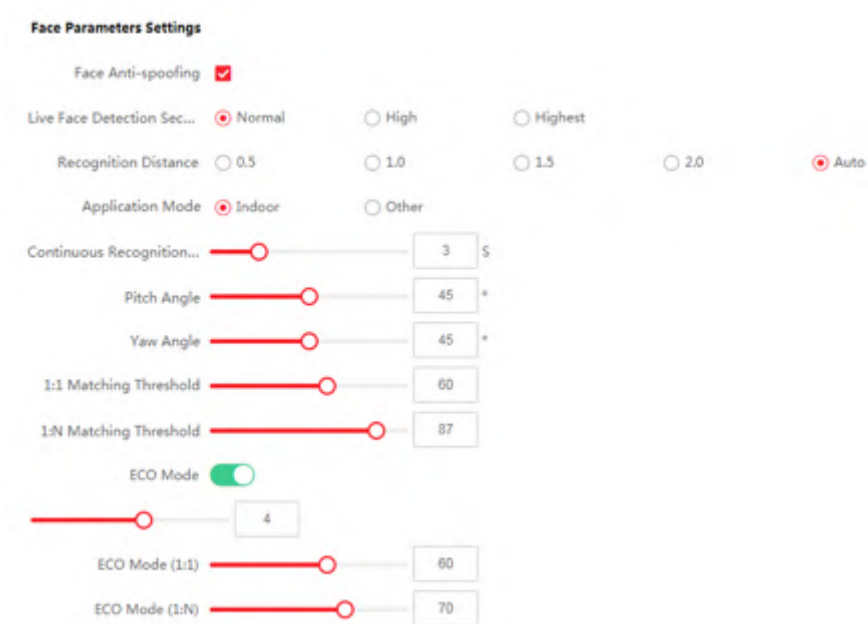 Face Parameters Settings
Face Anti-spoofing
Live Face Detection Sec... Normal High Highest
Recognition Distance 0.5 1.0 1.5 2.0 Auto
Application Mode Indoor Other
Continuous Recognition... 3 S
Pitch Angle 45 °
Yaw Angle 45 °
1:1 Matching Threshold 60
1:N Matching Threshold 87
ECO Mode
4
ECO Mode (1:1) 60
ECO Mode (1:N) 70